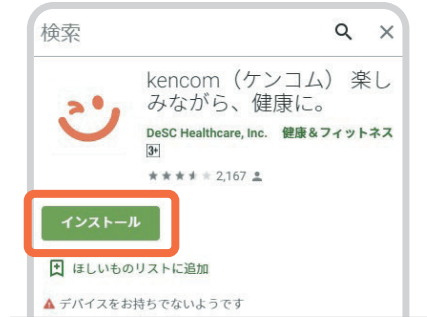 検索
kencom（ケンコム） 楽し
みながら、健康に。
DeSC Healthcare, Inc. 健康＆フィットネス
3+
2,167
インストール
ほしいものリストに追加
デバイスをお持ちでないようです